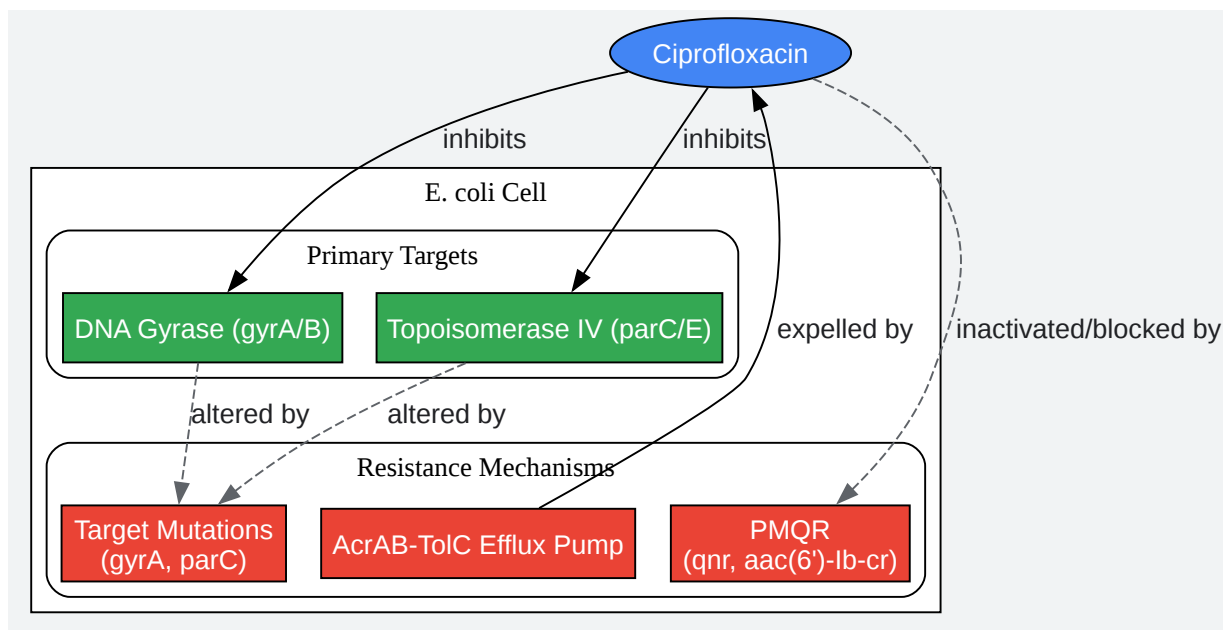 Ciprofloxacin
inhibits
inhibits
E. coli Cell
Primary Targets
DNA Gyrase (gyrA/B)
Topoisomerase IV (parC/E)
expelled by
inactivated/blocked by
altered by
altered by
Resistance Mechanisms
Target Mutations
(gyrA, parC)
AcrAB-TolC Efflux Pump
PMQR
(qnr, aac(6')-Ib-cr)